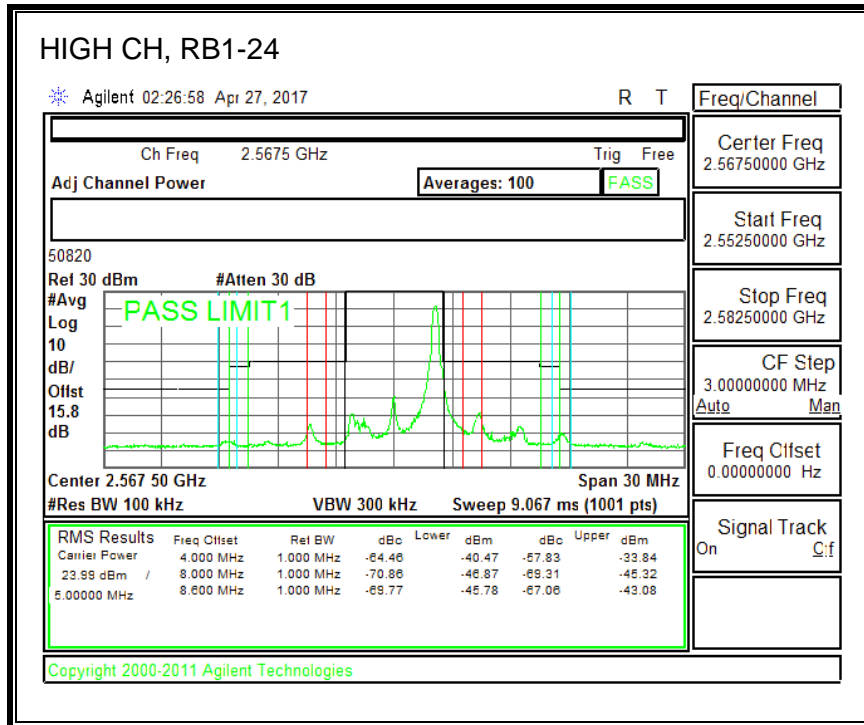 HIGH CH, RB1-24
Agilent 02:26:58 Apr 27, 2017 R T
Freq/Channel
Ch Freq 2.5675 GHz Trig Free
Adj Channel Power Averages: 100 PASS
Center Freq
2.56750000 GHz
Start Freq
2.55250000 GHz
Stop Freq
2.58250000 GHz
CF Step
3.00000000 MHz
Auto Man
Freq Offset
0.00000000 Hz
Signal Track
On Off
50820
Ref 30 dBm #Atten 30 dB
#Avg
Log
10
dB/
Offst
15.8
dB
PASS LIMIT1
Center 2.567 50 GHz Span 30 MHz
#Res BW 100 kHz VBW 300 kHz Sweep 9.067 ms (1001 pts)
RMS Results Freq Offset Ref BW dBc Lower dBm dBc Upper dBm
Carrier Power 4.000 MHz 1.000 MHz -64.46 -40.47 -57.83 -33.84
23.99 dBm / 8.000 MHz 1.000 MHz -70.86 -46.87 -69.31 -45.32
5.00000 MHz 8.600 MHz 1.000 MHz -69.77 -45.78 -67.06 -43.08
Copyright 2000-2011 Agilent Technologies